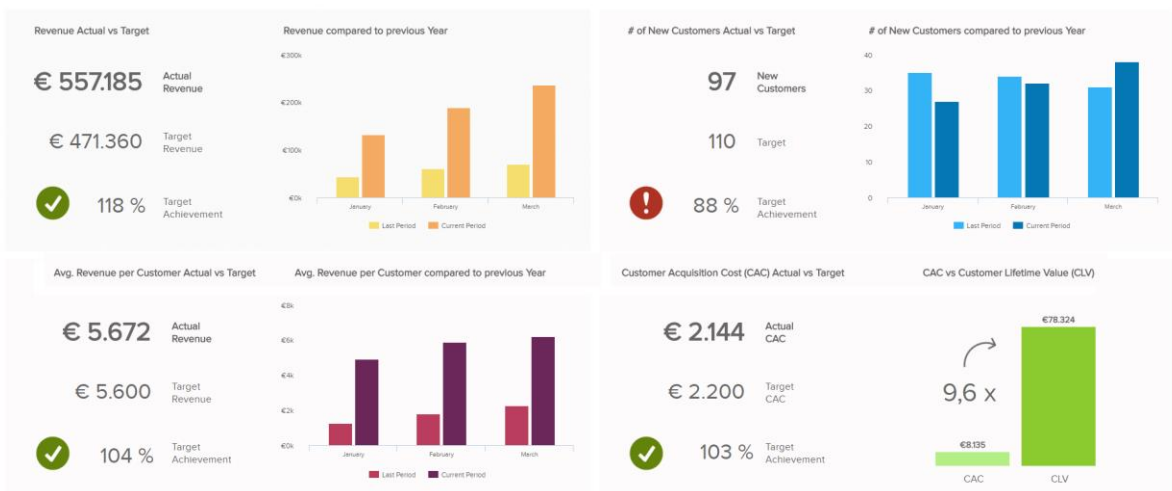 Revenue Actual vs Target
€ 557.185
Actual
Revenue
€ 471.360
Target
Revenue
118 %
Target
Achievement
Revenue compared to previous Year
€300k
€200k
€100k
€0k
January
February
March
Last Period
Current Period
# of New Customers Actual vs Target
97
New
Customers
110
Target
88 %
Target
Achievement
# of New Customers compared to previous Year
40
30
20
10
0
January
February
March
Last Period
Current Period
Avg. Revenue per Customer Actual vs Target
€ 5.672
Actual
Revenue
€ 5.600
Target
Revenue
104 %
Target
Achievement
Avg. Revenue per Customer compared to previous Year
€8k
€6k
€4k
€2k
€0k
January
February
March
Last Period
Current Period
Customer Acquisition Cost (CAC) Actual vs Target
€ 2.144
Actual
CAC
€ 2.200
Target
CAC
103 %
Target
Achievement
CAC vs Customer Lifetime Value (CLV)
€78.324
9,6 x
€8.135
CAC
CLV